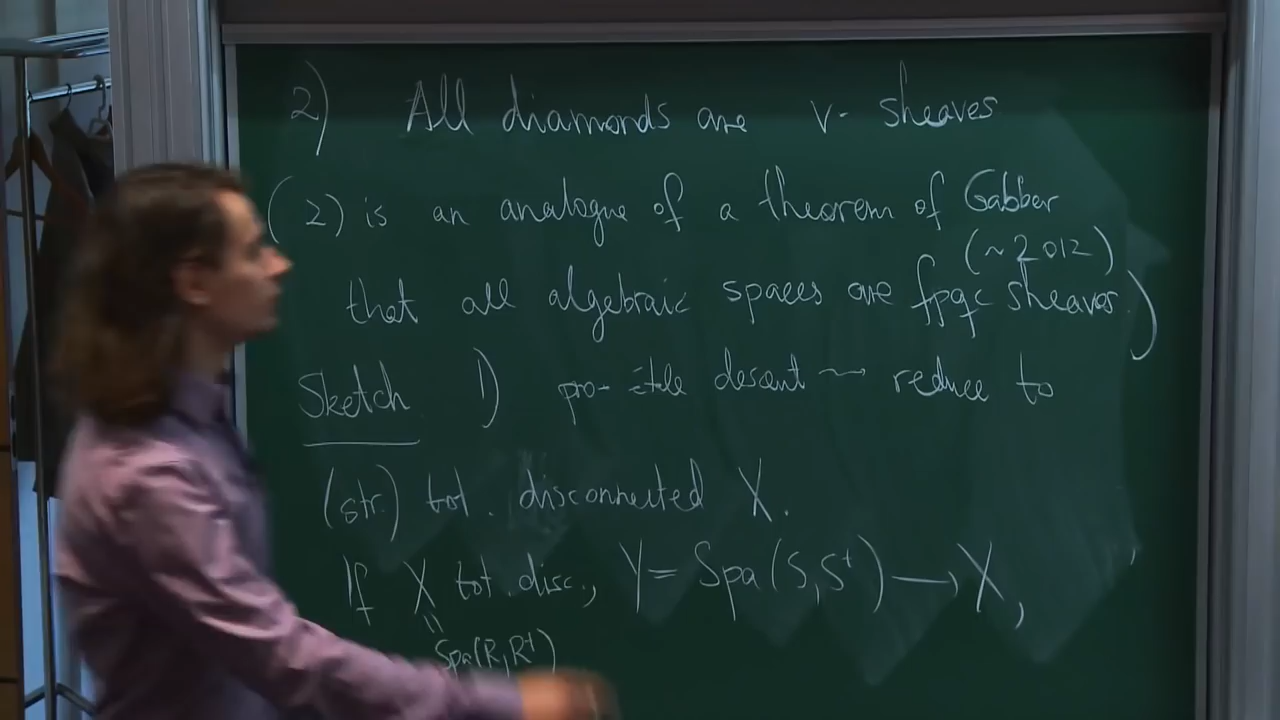 2) All diamonds are v-sheaves
(2) is an analogue of a theorem of Gabber
(~2012)
that all algebraic spaces are fpqc sheaves.)
Sketch 1) pro-étale descent ⇝ reduce to
(str.) tot. disconnected X.
If X tot. disc., Y = Spa(S,S⁺) → X,
=
Spa(R,R⁺)